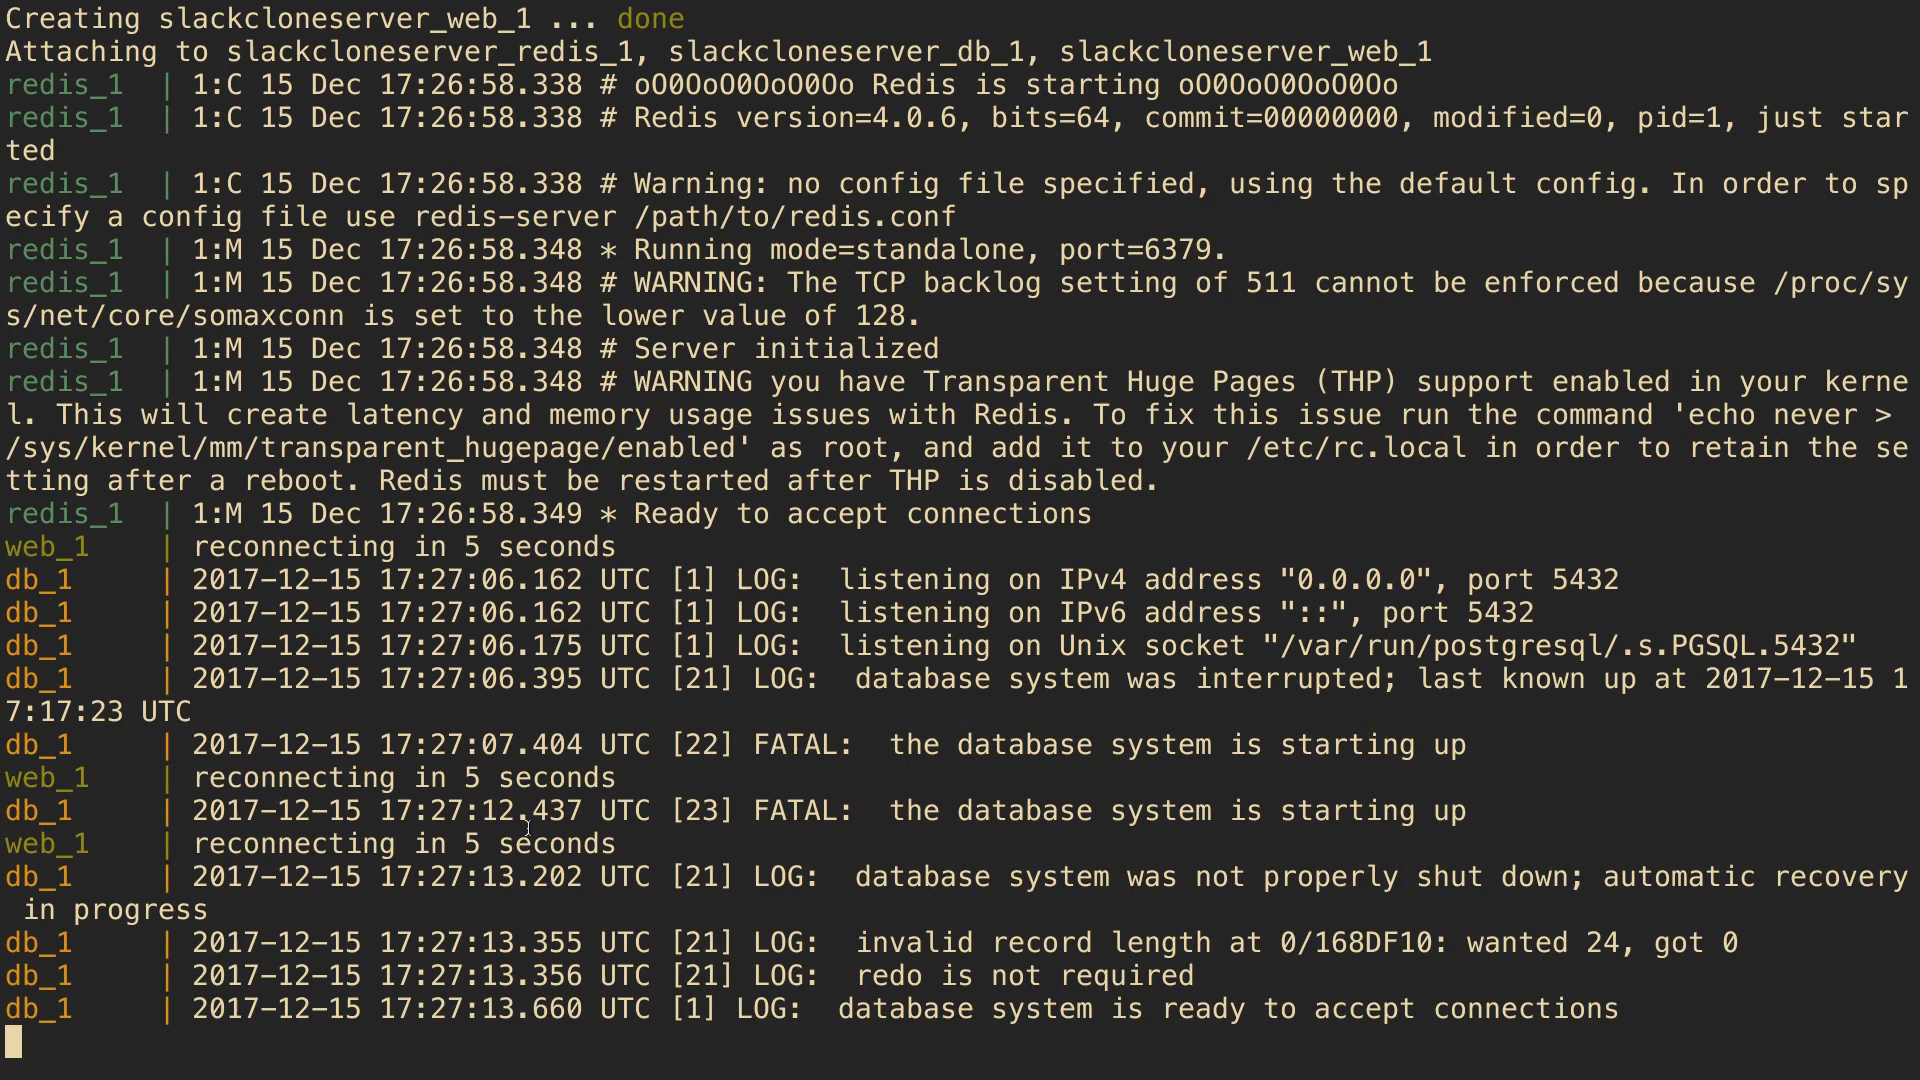 Creating slackcloneserver_web_1 ... done
Attaching to slackcloneserver_redis_1, slackcloneserver_db_1, slackcloneserver_web_1
redis_1  | 1:C 15 Dec 17:26:58.338 # oO0OoO0OoO0Oo Redis is starting oO0OoO0OoO0Oo
redis_1  | 1:C 15 Dec 17:26:58.338 # Redis version=4.0.6, bits=64, commit=00000000, modified=0, pid=1, just star
ted
redis_1  | 1:C 15 Dec 17:26:58.338 # Warning: no config file specified, using the default config. In order to sp
ecify a config file use redis-server /path/to/redis.conf
redis_1  | 1:M 15 Dec 17:26:58.348 * Running mode=standalone, port=6379.
redis_1  | 1:M 15 Dec 17:26:58.348 # WARNING: The TCP backlog setting of 511 cannot be enforced because /proc/sy
s/net/core/somaxconn is set to the lower value of 128.
redis_1  | 1:M 15 Dec 17:26:58.348 # Server initialized
redis_1  | 1:M 15 Dec 17:26:58.348 # WARNING you have Transparent Huge Pages (THP) support enabled in your kerne
l. This will create latency and memory usage issues with Redis. To fix this issue run the command 'echo never >
/sys/kernel/mm/transparent_hugepage/enabled' as root, and add it to your /etc/rc.local in order to retain the se
tting after a reboot. Redis must be restarted after THP is disabled.
redis_1  | 1:M 15 Dec 17:26:58.349 * Ready to accept connections
web_1    | reconnecting in 5 seconds
db_1     | 2017-12-15 17:27:06.162 UTC [1] LOG:  listening on IPv4 address "0.0.0.0", port 5432
db_1     | 2017-12-15 17:27:06.162 UTC [1] LOG:  listening on IPv6 address "::", port 5432
db_1     | 2017-12-15 17:27:06.175 UTC [1] LOG:  listening on Unix socket "/var/run/postgresql/.s.PGSQL.5432"
db_1     | 2017-12-15 17:27:06.395 UTC [21] LOG:  database system was interrupted; last known up at 2017-12-15 1
7:17:23 UTC
db_1     | 2017-12-15 17:27:07.404 UTC [22] FATAL:  the database system is starting up
web_1    | reconnecting in 5 seconds
db_1     | 2017-12-15 17:27:12.437 UTC [23] FATAL:  the database system is starting up
web_1    | reconnecting in 5 seconds
db_1     | 2017-12-15 17:27:13.202 UTC [21] LOG:  database system was not properly shut down; automatic recovery
 in progress
db_1     | 2017-12-15 17:27:13.355 UTC [21] LOG:  invalid record length at 0/168DF10: wanted 24, got 0
db_1     | 2017-12-15 17:27:13.356 UTC [21] LOG:  redo is not required
db_1     | 2017-12-15 17:27:13.660 UTC [1] LOG:  database system is ready to accept connections